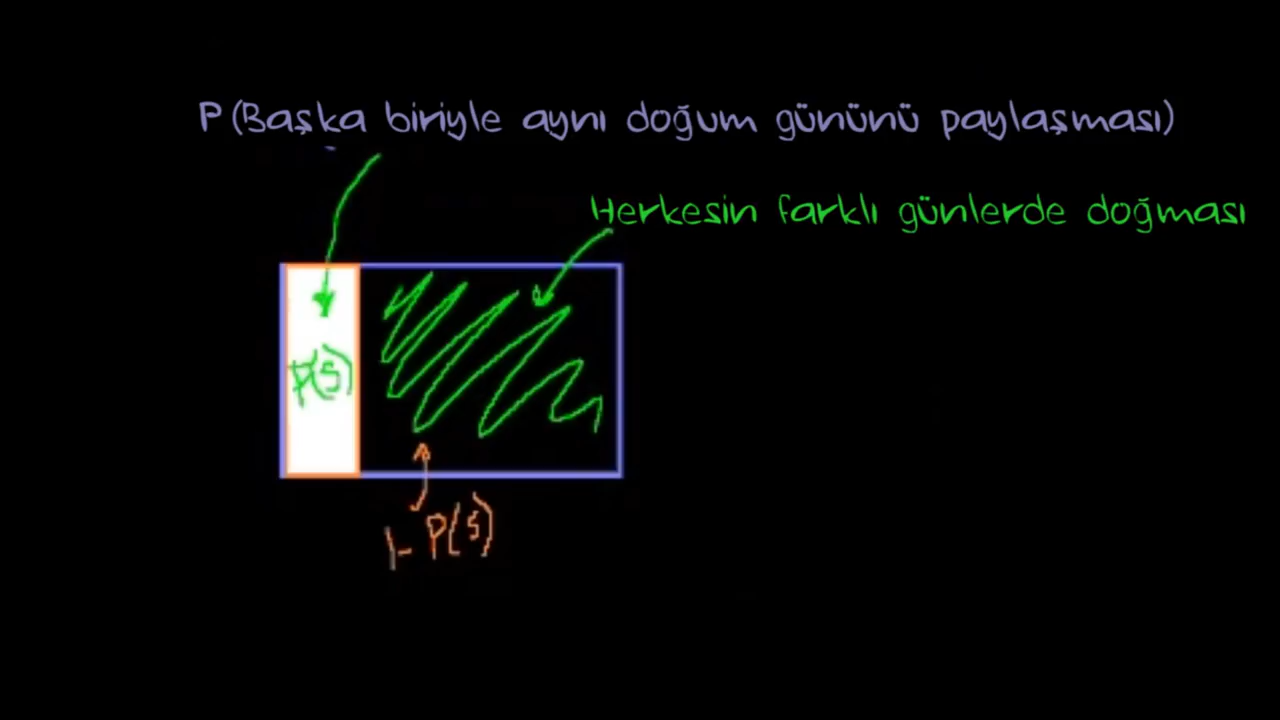 P(Başka biriyle aynı doğum gününü paylaşması)
Herkesin farklı günlerde doğması
P(s)
1- P(s)